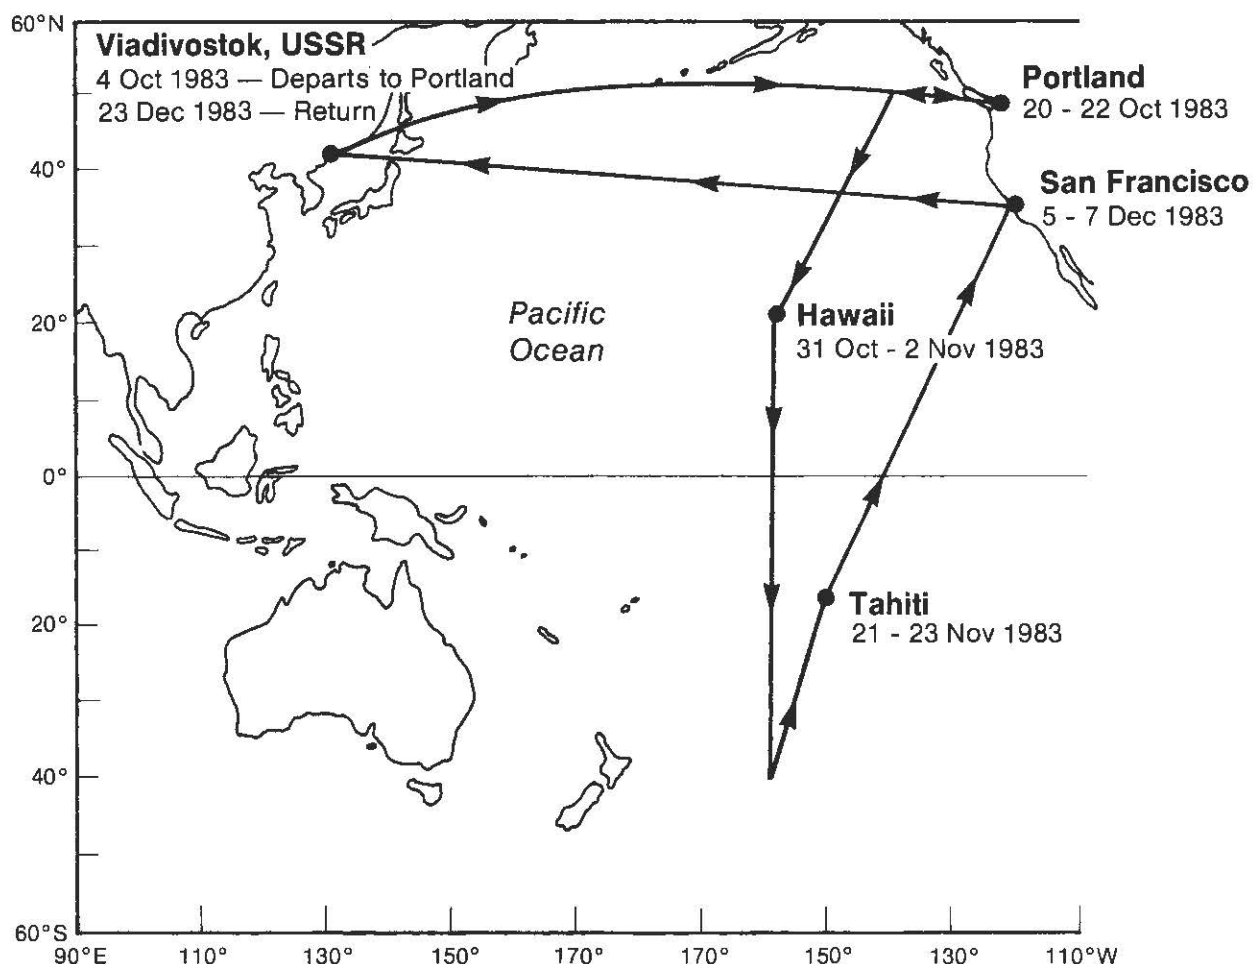 60°N
Viadivostok, USSR
4 Oct 1983 — Departs to Portland
23 Dec 1983 — Return
Portland
20 - 22 Oct 1983
40°
San Francisco
5 - 7 Dec 1983
Pacific
Ocean
20°
Hawaii
31 Oct - 2 Nov 1983
0°
Tahiti
21 - 23 Nov 1983
20°
40°
60°S
90°E 110° 130° 150° 170° 170° 150° 130° 110°W